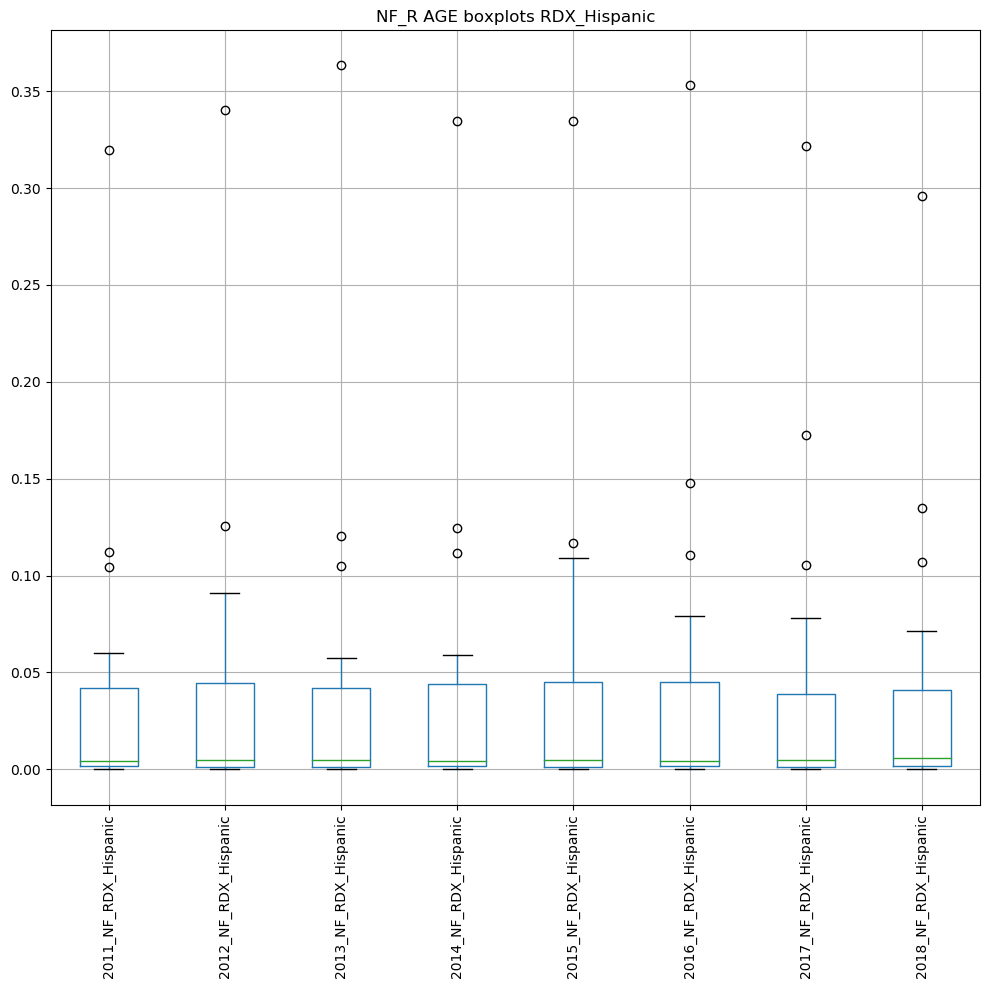 NF_R AGE boxplots RDX_Hispanic
0.35
0.30
0.25
0.20
0.15
0.10
0.05
0.00
2011_NF_RDX_Hispanic
2012_NF_RDX_Hispanic
2013_NF_RDX_Hispanic
2014_NF_RDX_Hispanic
2015_NF_RDX_Hispanic
2016_NF_RDX_Hispanic
2017_NF_RDX_Hispanic
2018_NF_RDX_Hispanic